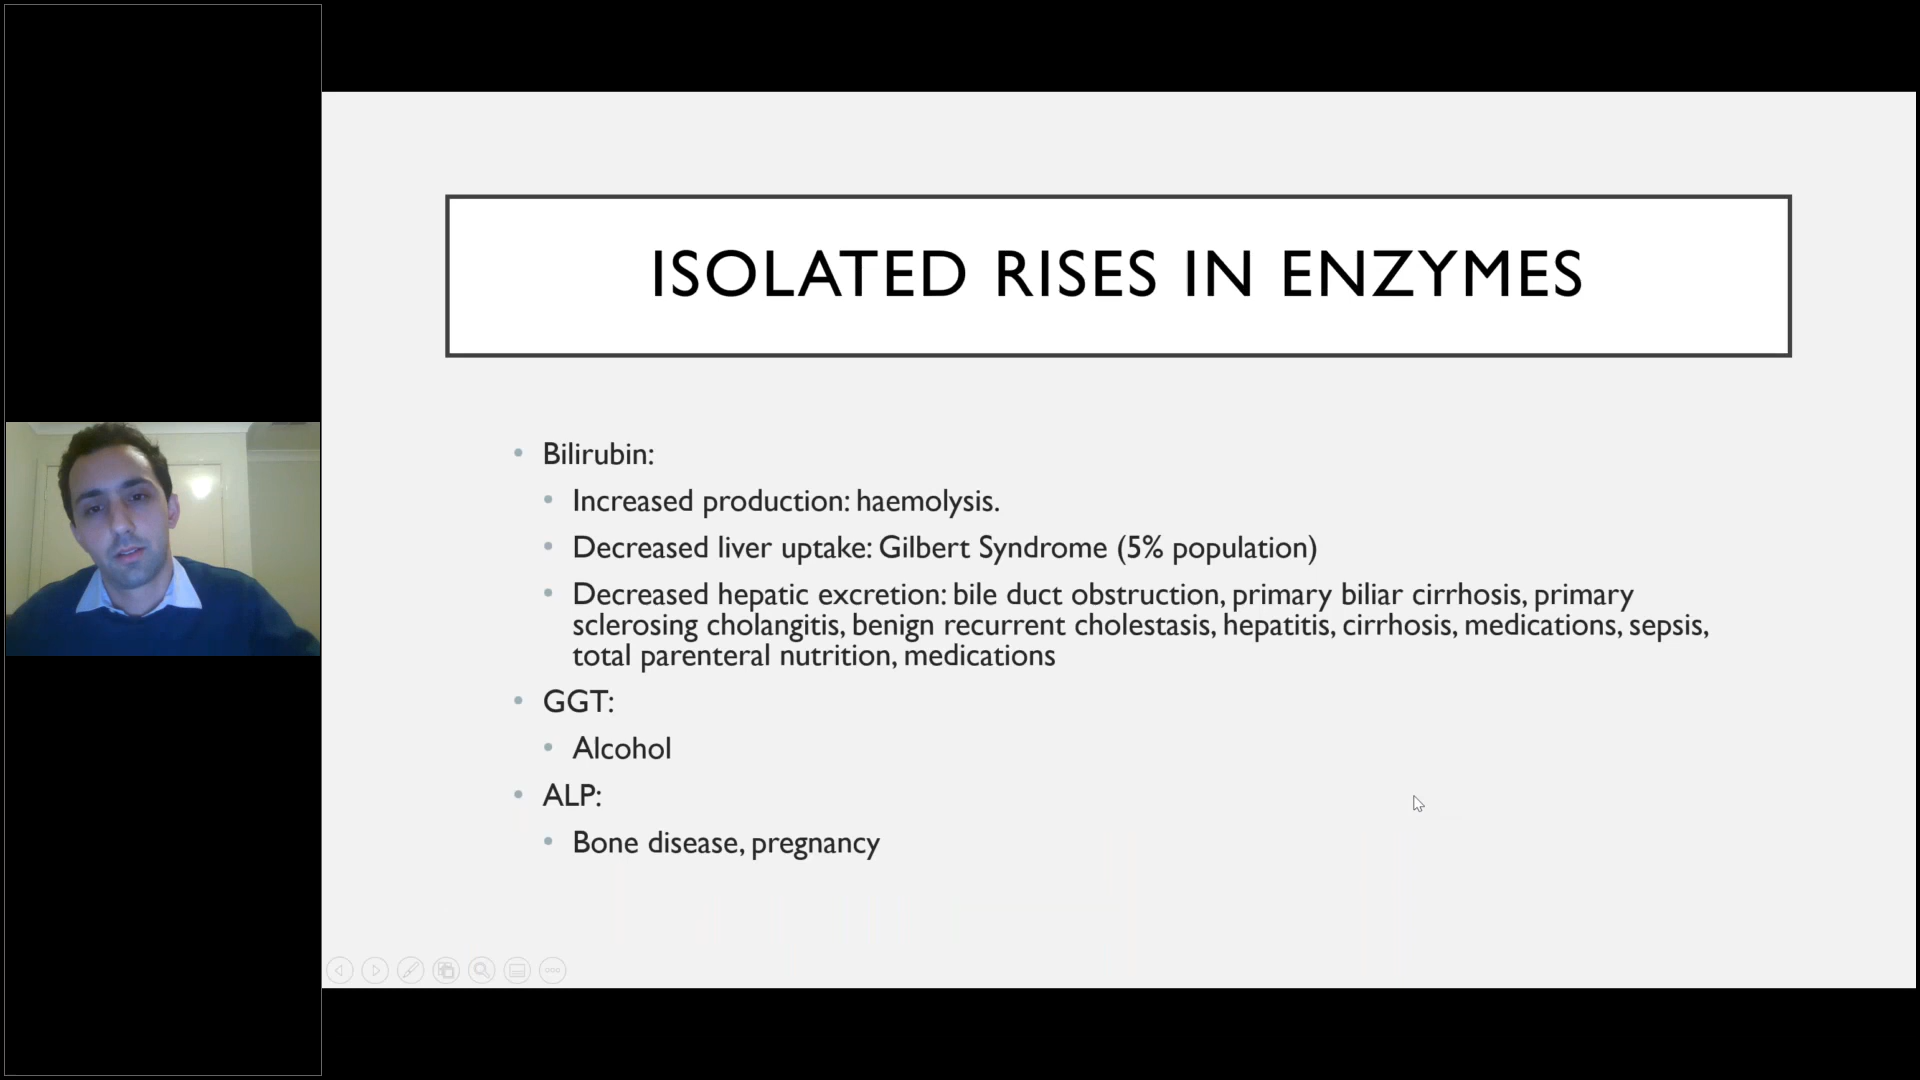 ISOLATED RISES IN ENZYMES
• Bilirubin:
• Increased production: haemolysis.
• Decreased liver uptake: Gilbert Syndrome (5% population)
• Decreased hepatic excretion: bile duct obstruction, primary biliar cirrhosis, primary
sclerosing cholangitis, benign recurrent cholestasis, hepatitis, cirrhosis, medications, sepsis,
total parenteral nutrition, medications
• GGT:
• Alcohol
• ALP:
• Bone disease, pregnancy